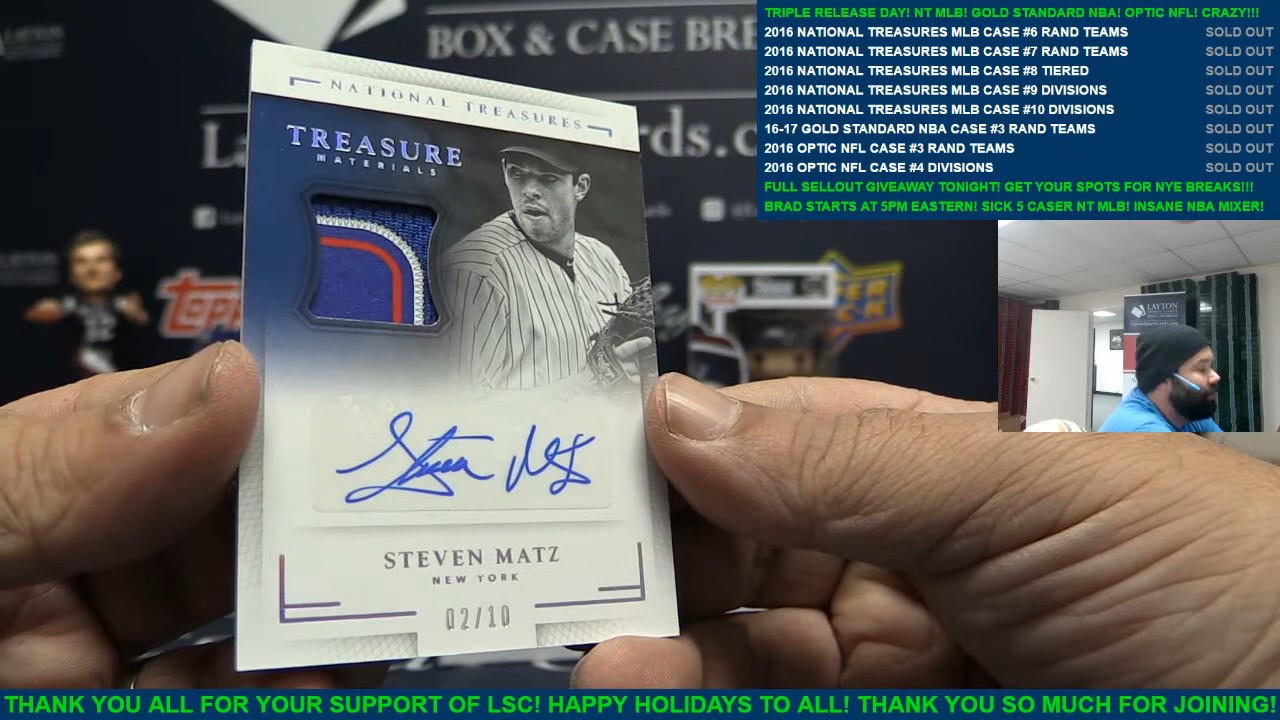 TRIPLE RELEASE DAY! NT MLB! GOLD STANDARD NBA! OPTIC NFL! CRAZY!!!
2016 NATIONAL TREASURES MLB CASE #6 RAND TEAMS SOLD OUT
2016 NATIONAL TREASURES MLB CASE #7 RAND TEAMS SOLD OUT
2016 NATIONAL TREASURES MLB CASE #8 TIERED SOLD OUT
2016 NATIONAL TREASURES MLB CASE #9 DIVISIONS SOLD OUT
2016 NATIONAL TREASURES MLB CASE #10 DIVISIONS SOLD OUT
16-17 GOLD STANDARD NBA CASE #3 RAND TEAMS SOLD OUT
2016 OPTIC NFL CASE #3 RAND TEAMS SOLD OUT
2016 OPTIC NFL CASE #4 DIVISIONS SOLD OUT
FULL SELLOUT GIVEAWAY TONIGHT! GET YOUR SPOTS FOR NYE BREAKS!!!
BRAD STARTS AT 5PM EASTERN! SICK 5 CASER NT MLB! INSANE NBA MIXER!
BOX & CASE BRE
La
rds.c
TOPP
LAYTON
NATIONAL TREASURES
TREASURE
MATERIALS
Steven Matz
STEVEN MATZ
NEW YORK
02/10
THANK YOU ALL FOR YOUR SUPPORT OF LSC! HAPPY HOLIDAYS TO ALL! THANK YOU SO MUCH FOR JOINING!